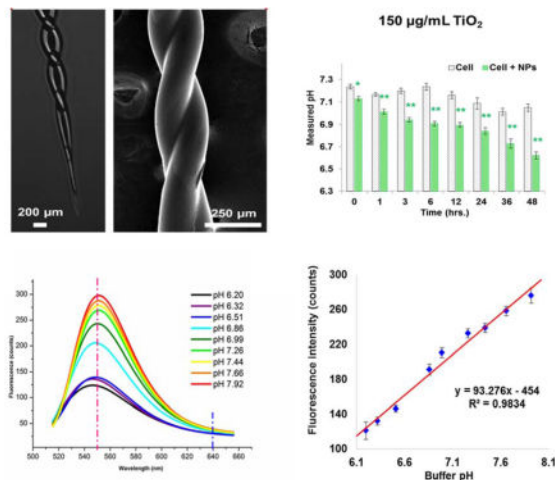 200 µm
250 µm
150 µg/mL TiO₂
Cell
Cell + NPs
Measured pH
7.3
7.1
6.9
6.7
6.5
6.3
*
**
**
**
**
**
**
**
0 1 3 6 12 24 36 48
Time (hrs.)
Fluorescence (counts)
300
250
200
150
100
50
pH 6.20
pH 6.32
pH 6.51
pH 6.86
pH 6.99
pH 7.26
pH 7.44
pH 7.66
pH 7.92
500 520 540 560 580 600 620 640 660
Wavelength (nm)
Fluorescence intensity (counts)
300
260
220
180
140
100
y = 93.276x - 454
R² = 0.9834
6.1 6.6 7.1 7.6 8.1
Buffer pH